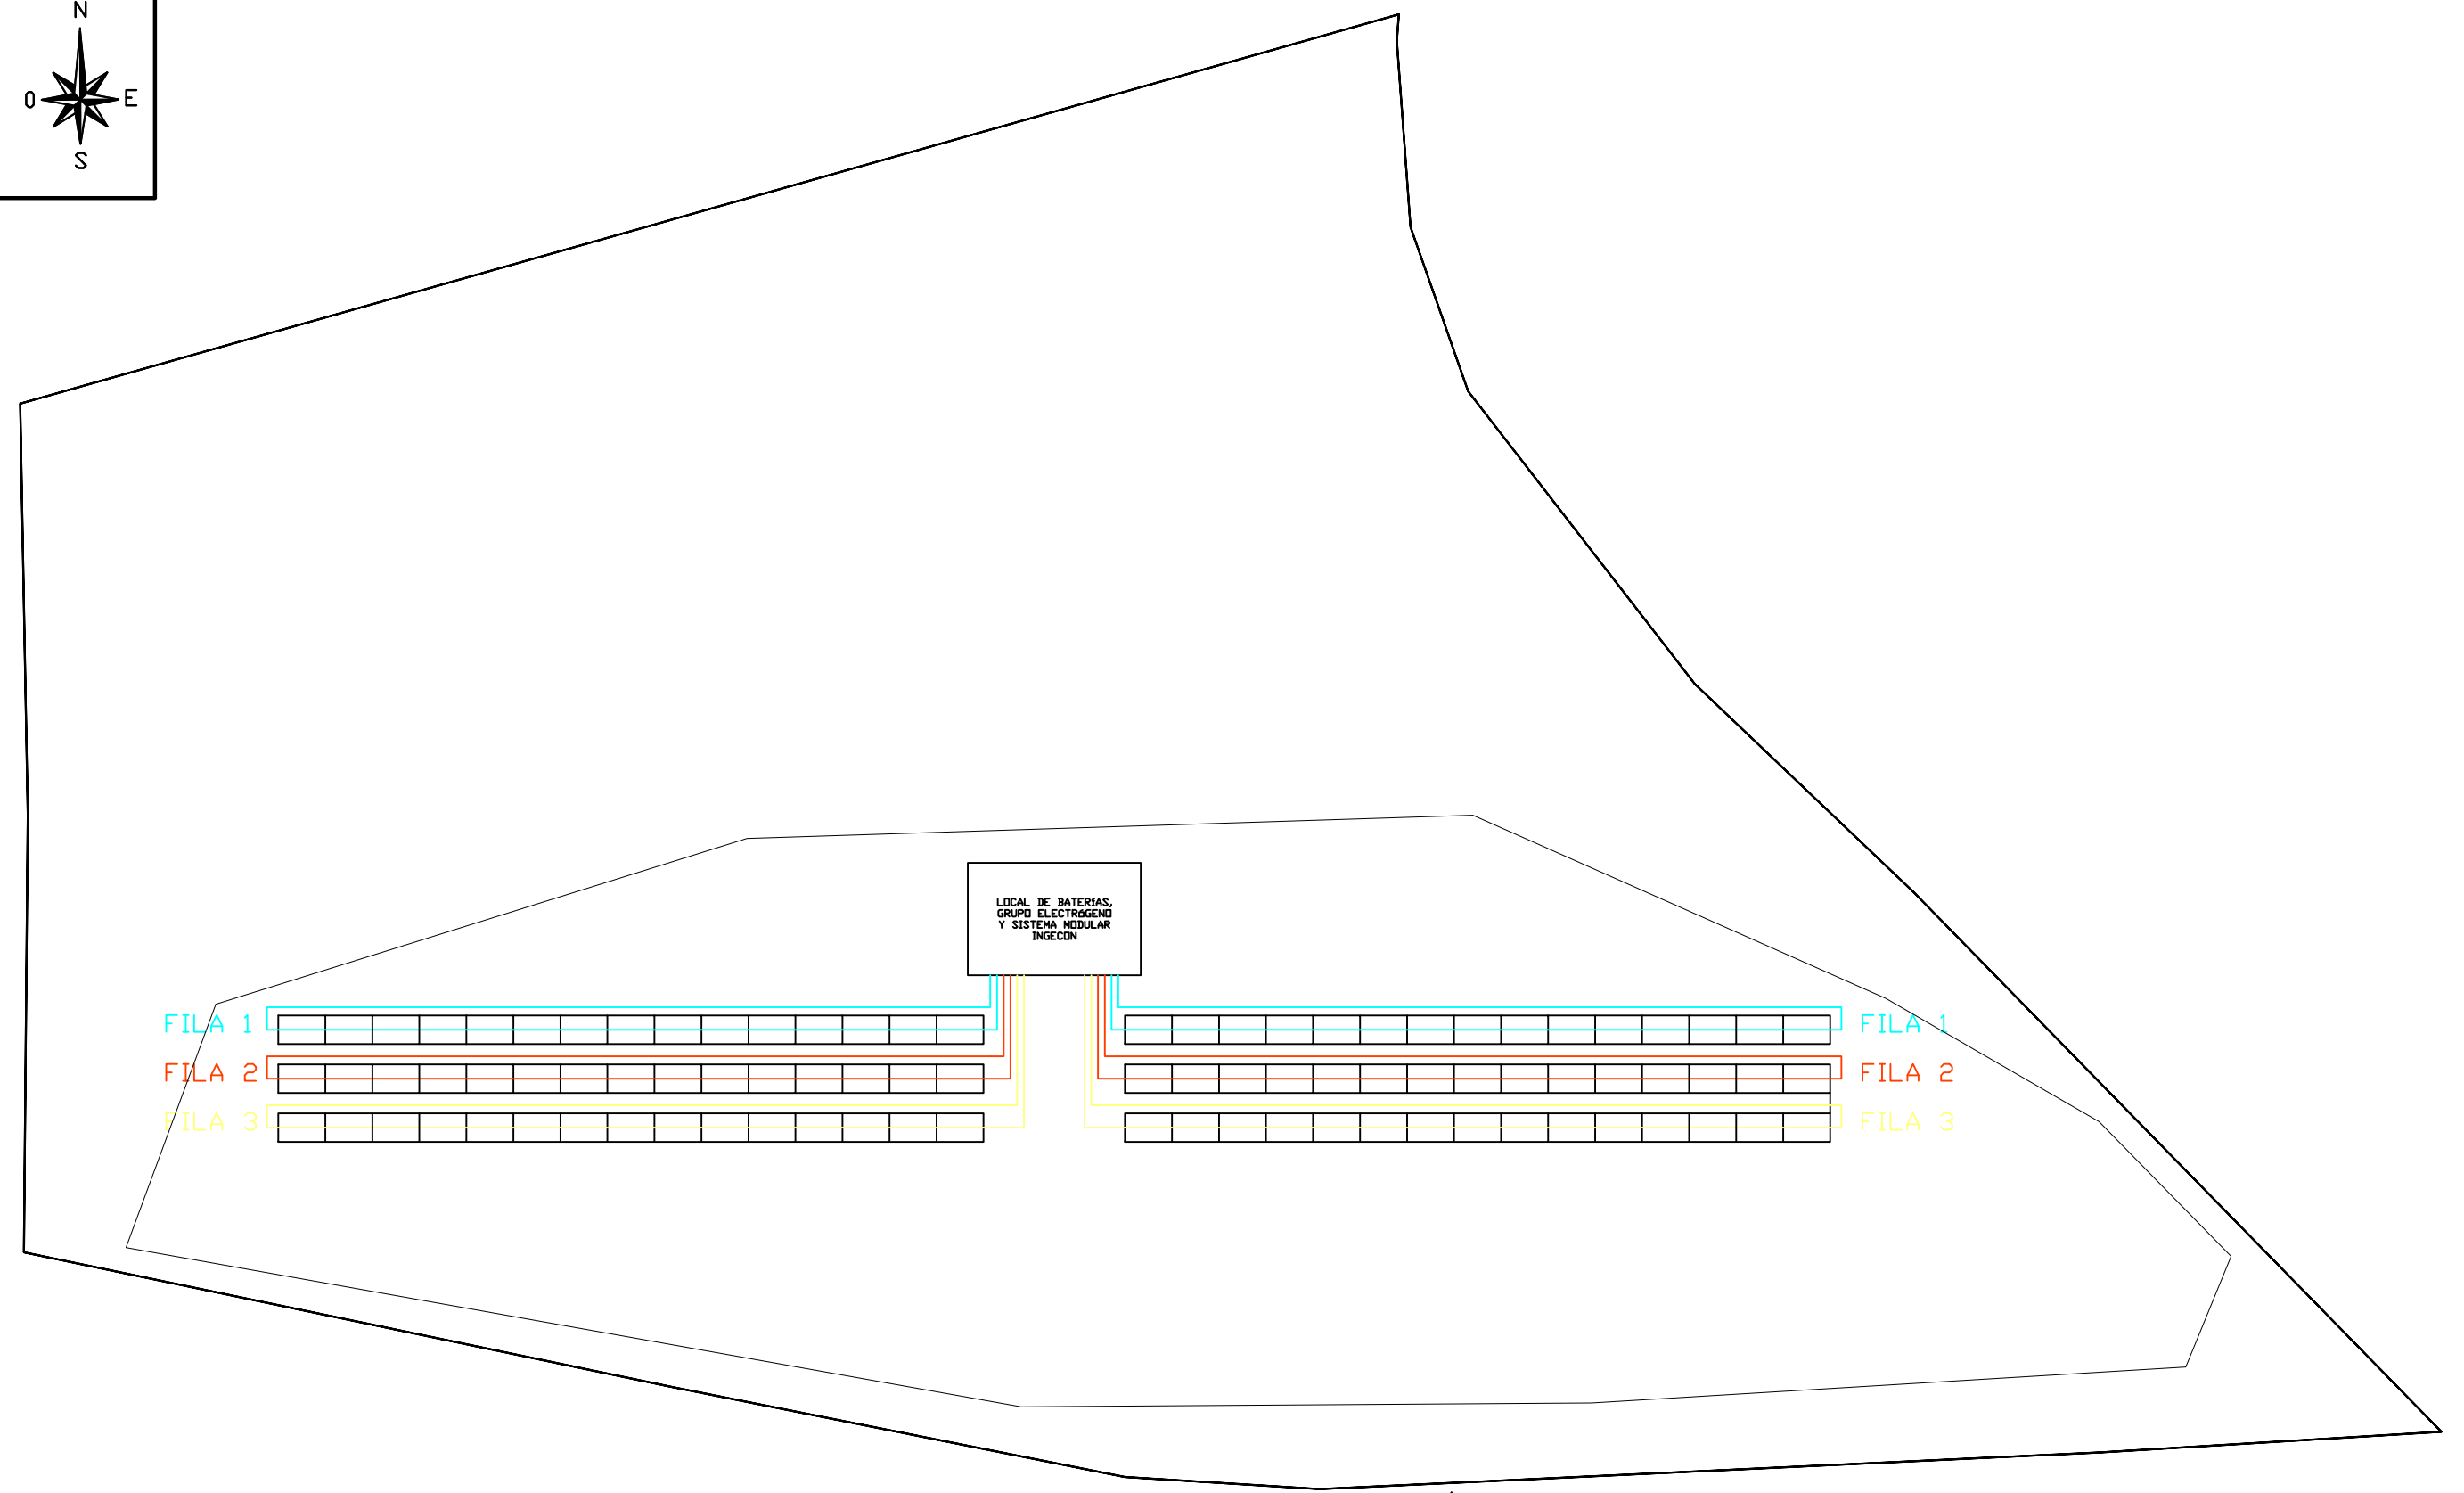 N
O E
S
LOCAL DE BATERÍAS,
GRUPO ELECTRÓGENO
Y SISTEMA MODULAR
INGECON
FILA 1 FILA 1
FILA 2 FILA 2
FILA 3 FILA 3